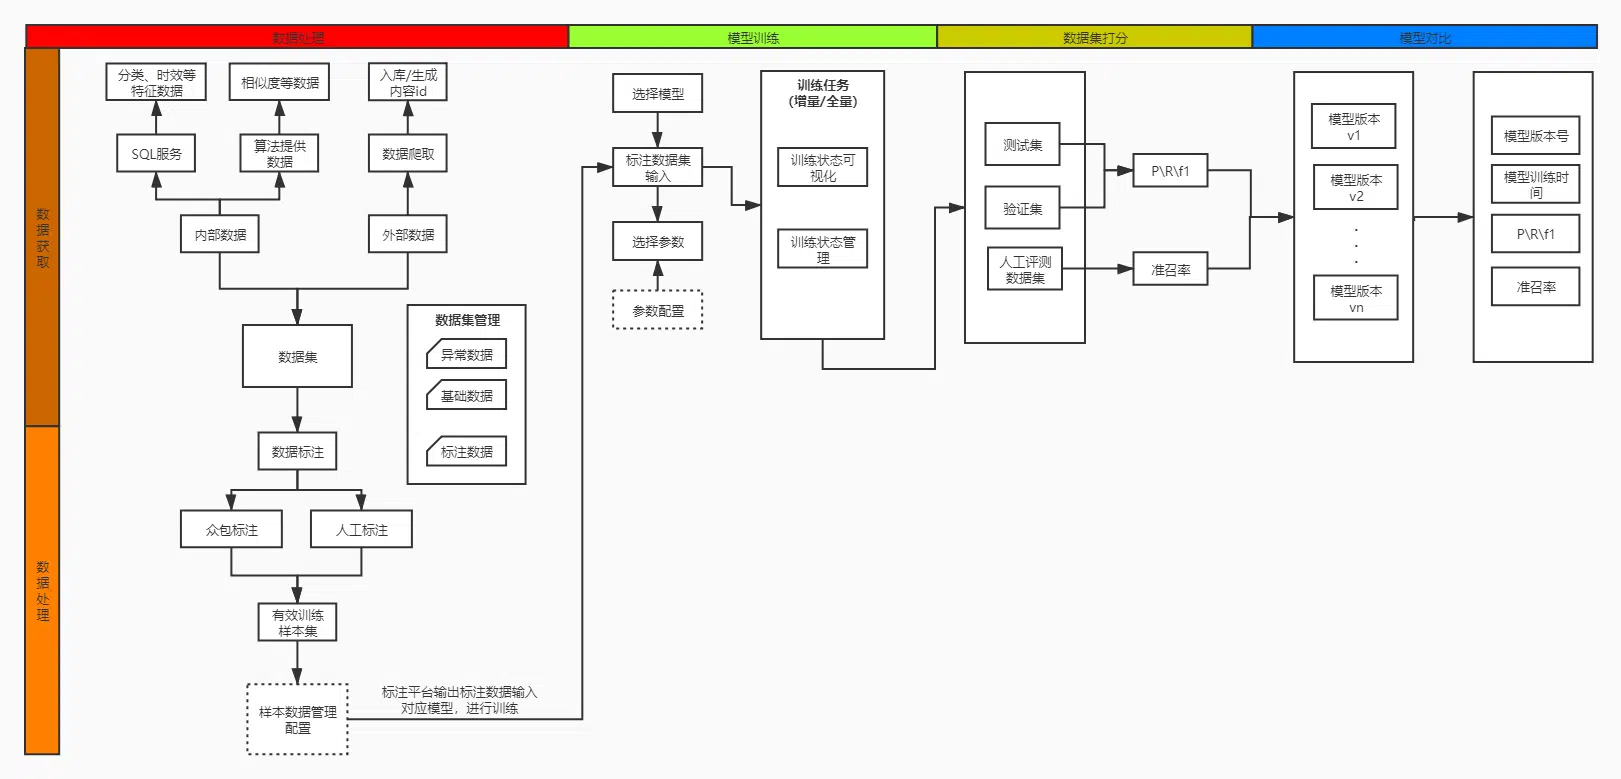 数据处理
模型训练
数据集打分
模型对比
数
据
获
取
数
据
处
理
分类、时效等
特征数据
相似度等数据
入库/生成
内容id
SQL服务
算法提供
数据
数据爬取
内部数据
外部数据
数据集
数据集管理
异常数据
基础数据
标注数据
数据标注
众包标注
人工标注
有效训练
样本集
样本数据管理
配置
标注平台输出标注数据输入
对应模型，进行训练
选择模型
标注数据集
输入
选择参数
参数配置
训练任务
（增量/全量）
训练状态可
视化
训练状态管
理
测试集
验证集
人工评测
数据集
P\R\f1
准召率
模型版本
v1
模型版本
v2
.
.
.
模型版本
vn
模型版本号
模型训练时
间
P\R\f1
准召率